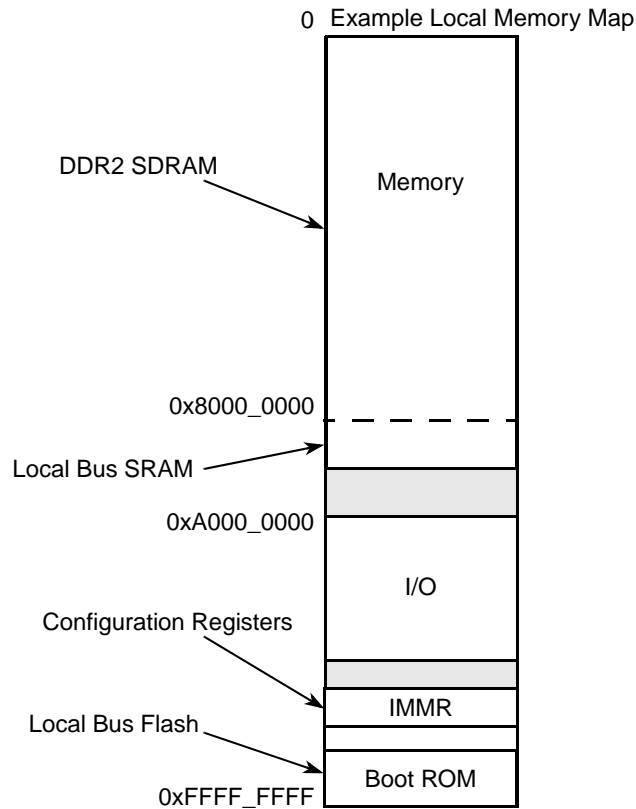 0 Example Local Memory Map
DDR2 SDRAM
Memory
0x8000_0000
Local Bus SRAM
0xA000_0000
I/O
Configuration Registers
IMMR
Local Bus Flash
Boot ROM
0xFFFF_FFFF